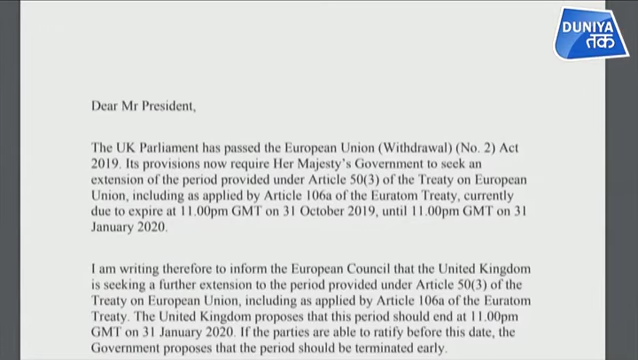 DUNIYA
तक
Dear Mr President,
The UK Parliament has passed the European Union (Withdrawal) (No. 2) Act
2019. Its provisions now require Her Majesty's Government to seek an
extension of the period provided under Article 50(3) of the Treaty on European
Union, including as applied by Article 106a of the Euratom Treaty, currently
due to expire at 11.00pm GMT on 31 October 2019, until 11.00pm GMT on 31
January 2020.
I am writing therefore to inform the European Council that the United Kingdom
is seeking a further extension to the period provided under Article 50(3) of the
Treaty on European Union, including as applied by Article 106a of the Euratom
Treaty. The United Kingdom proposes that this period should end at 11.00pm
GMT on 31 January 2020. If the parties are able to ratify before this date, the
Government proposes that the period should be terminated early.